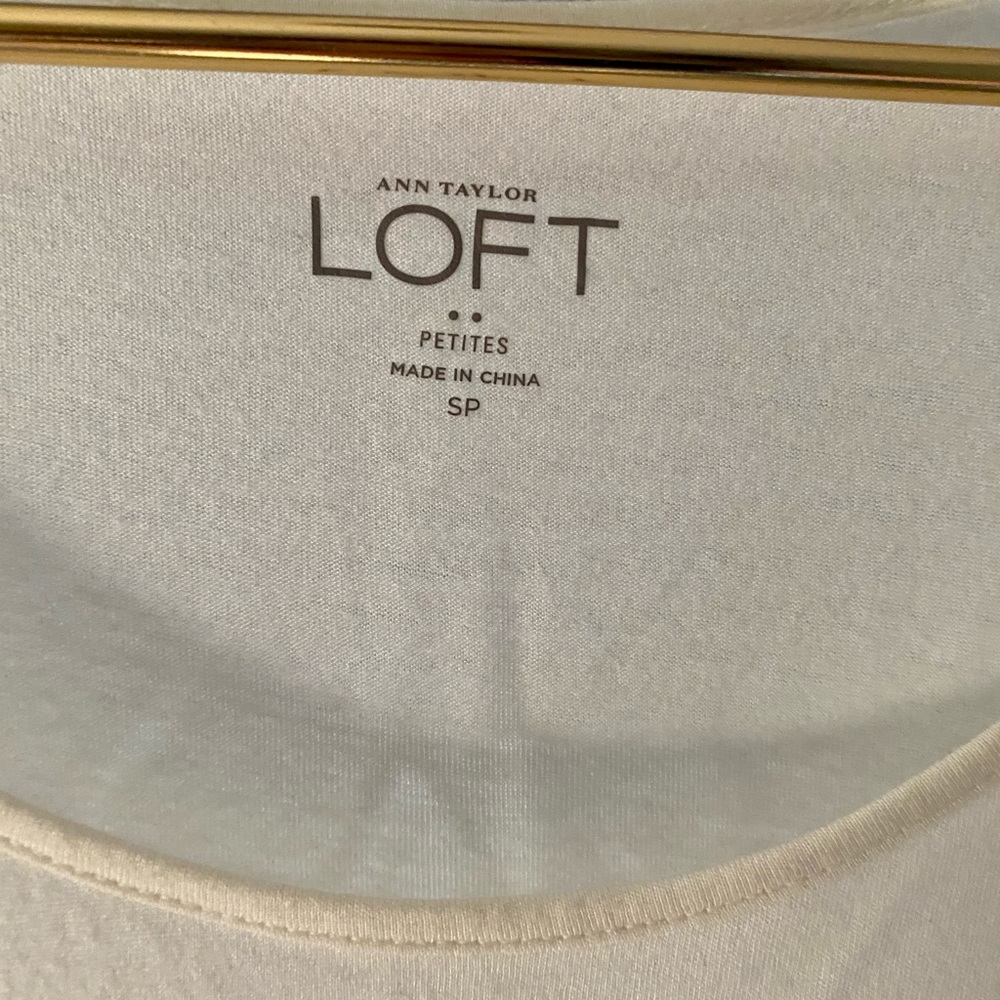 ANN TAYLOR
LOFT
PETITES
MADE IN CHINA
SP